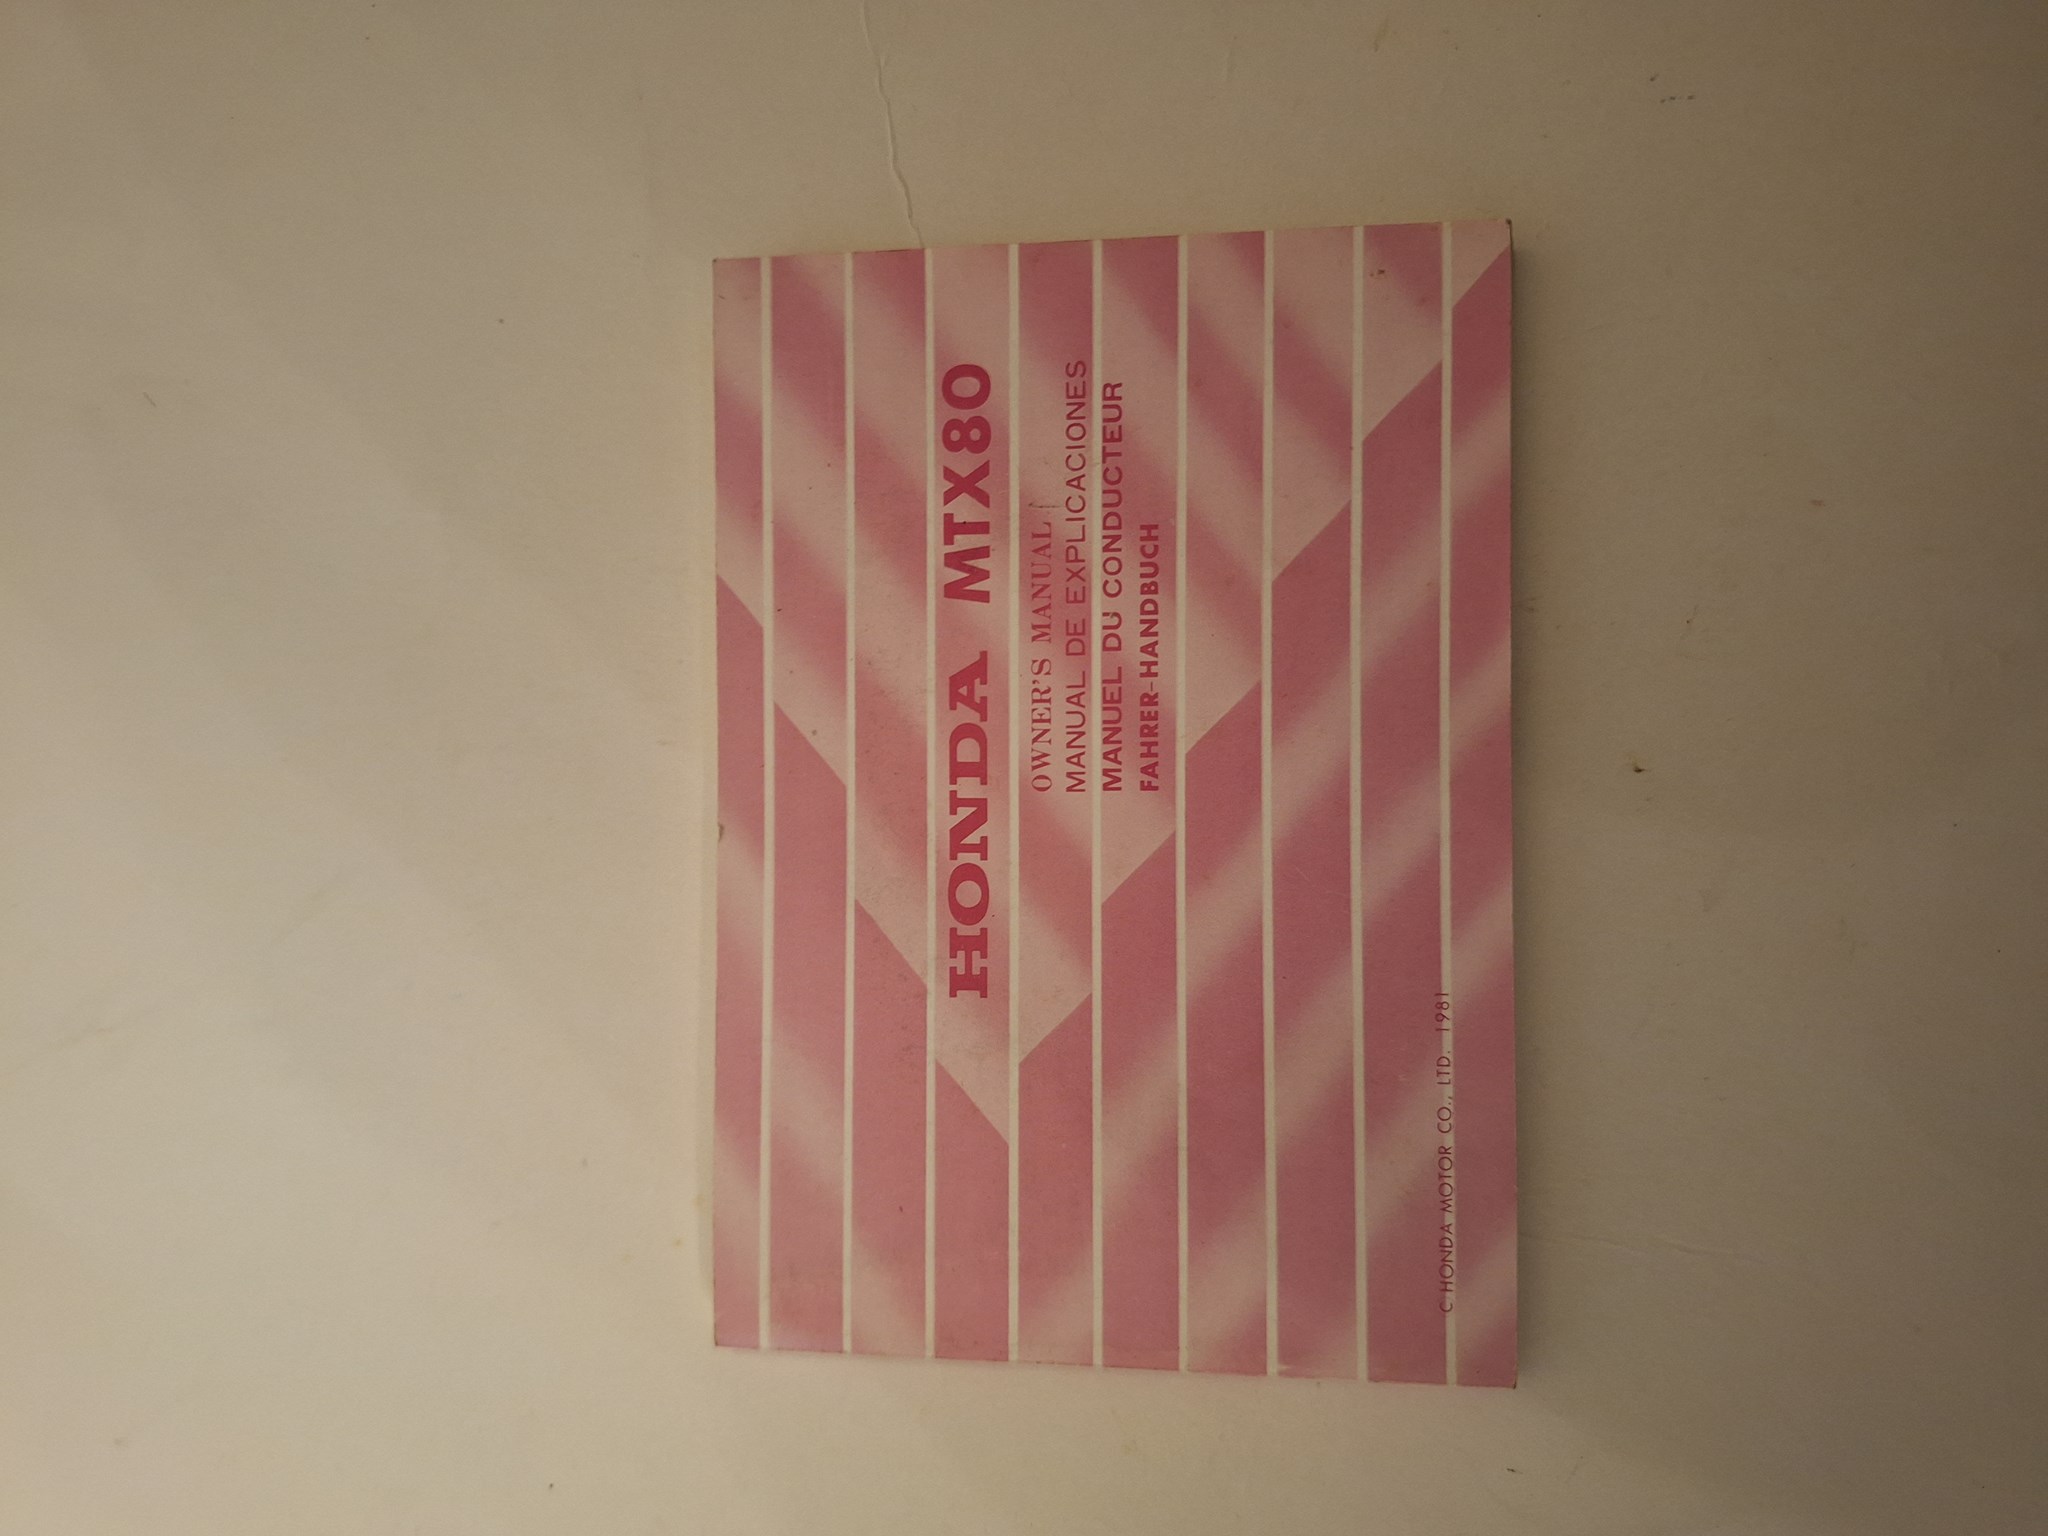 HONDA MTX80
OWNER'S MANUAL
MANUAL DE EXPLICACIONES
MANUEL DU CONDUCTEUR
FAHRER-HANDBUCH
C HONDA MOTOR CO., LTD. 1981